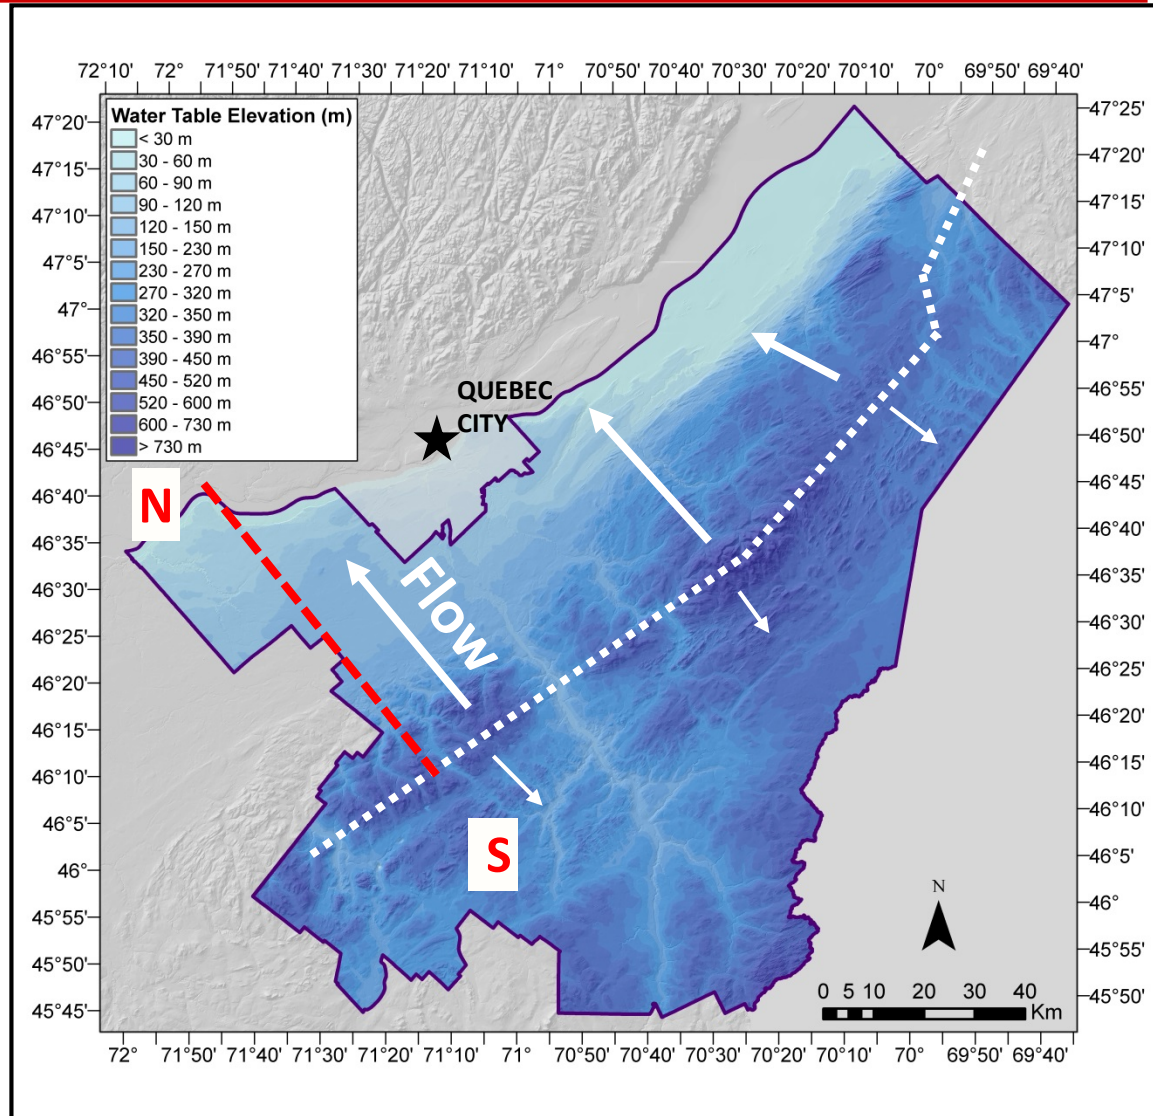 72°10' 72° 71°50' 71°40' 71°30' 71°20' 71°10' 71° 70°50' 70°40' 70°30' 70°20' 70°10' 70° 69°50' 69°40'
Water Table Elevation (m)
< 30 m
30 - 60 m
60 - 90 m
90 - 120 m
120 - 150 m
150 - 230 m
230 - 270 m
270 - 320 m
320 - 350 m
350 - 390 m
390 - 450 m
450 - 520 m
520 - 600 m
600 - 730 m
> 730 m
47°20'
47°15'
47°10'
47°5'
47°
46°55'
46°50'
46°45'
46°40'
46°35'
46°30'
46°25'
46°20'
46°15'
46°10'
46°5'
46°
45°55'
45°50'
45°45'
QUEBEC
CITY
N
Flow
S
N
0 5 10 20 30 40
Km
47°25'
47°20'
47°15'
47°10'
47°5'
47°
46°55'
46°50'
46°45'
46°40'
46°35'
46°30'
46°25'
46°20'
46°15'
46°10'
46°5'
46°
45°55'
45°50'
72° 71°50' 71°40' 71°30' 71°20' 71°10' 71° 70°50' 70°40' 70°30' 70°20' 70°10' 70° 69°50' 69°40'